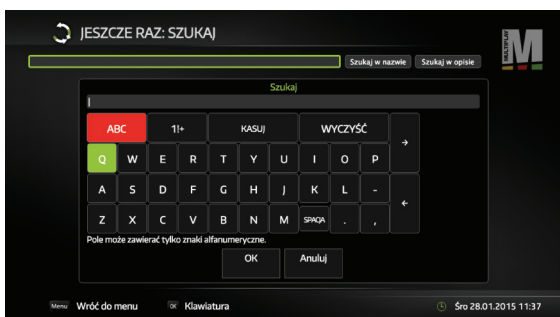 JESZCZE RAZ: SZUKAJ
MULTIPLAY
M
Szukaj w nazwie Szukaj w opisie
Szukaj
ABC 1!+ KASUJ WYCZYŚĆ →
Q W E R T Y U I O P
A S D F G H J K L - ←
Z X C V B N M SPACJA . ,
Pole może zawierać tylko znaki alfanumeryczne.
OK Anuluj
Menu Wróć do menu OK Klawiatura Śro 28.01.2015 11:37